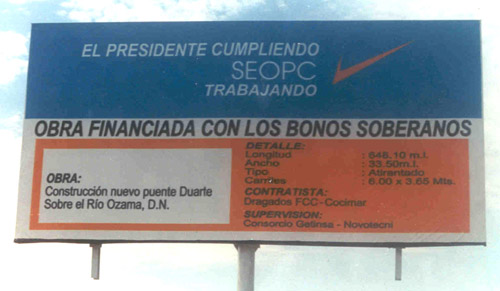 EL PRESIDENTE CUMPLIENDO
SEOPC
TRABAJANDO
OBRA FINANCIADA CON LOS BONOS SOBERANOS
OBRA:
Construcción nuevo puente Duarte
Sobre el Río Ozama, D.N.
DETALLE:
Longitud : 648.10 m.l.
Ancho : 33.50m.l.
Tipo : Atirantado
Carriles : 6.00 x 3.65 Mts.
CONTRATISTA:
Dragados FCC-Cocimar
SUPERVISION:
Consorcio Getinsa - Novotecni